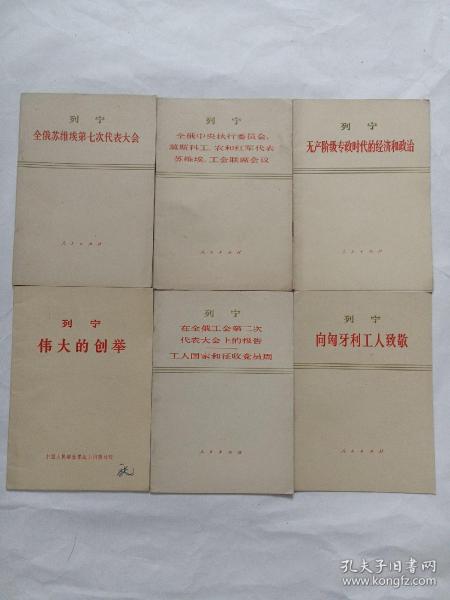 列宁
全俄苏维埃第七次代表大会
人民出版社
列宁
全俄中央执行委员会、
莫斯科工、农和红军代表
苏维埃、工会联席会议
人民出版社
列宁
无产阶级专政时代的经济和政治
人民出版社
列宁
伟大的创举
列宁
在全俄工会第二次
代表大会上的报告
工人国家和征收党员周
人民出版社
列宁
向匈牙利工人致敬
人民出版社
孔夫子旧书网
www.kongfz.com